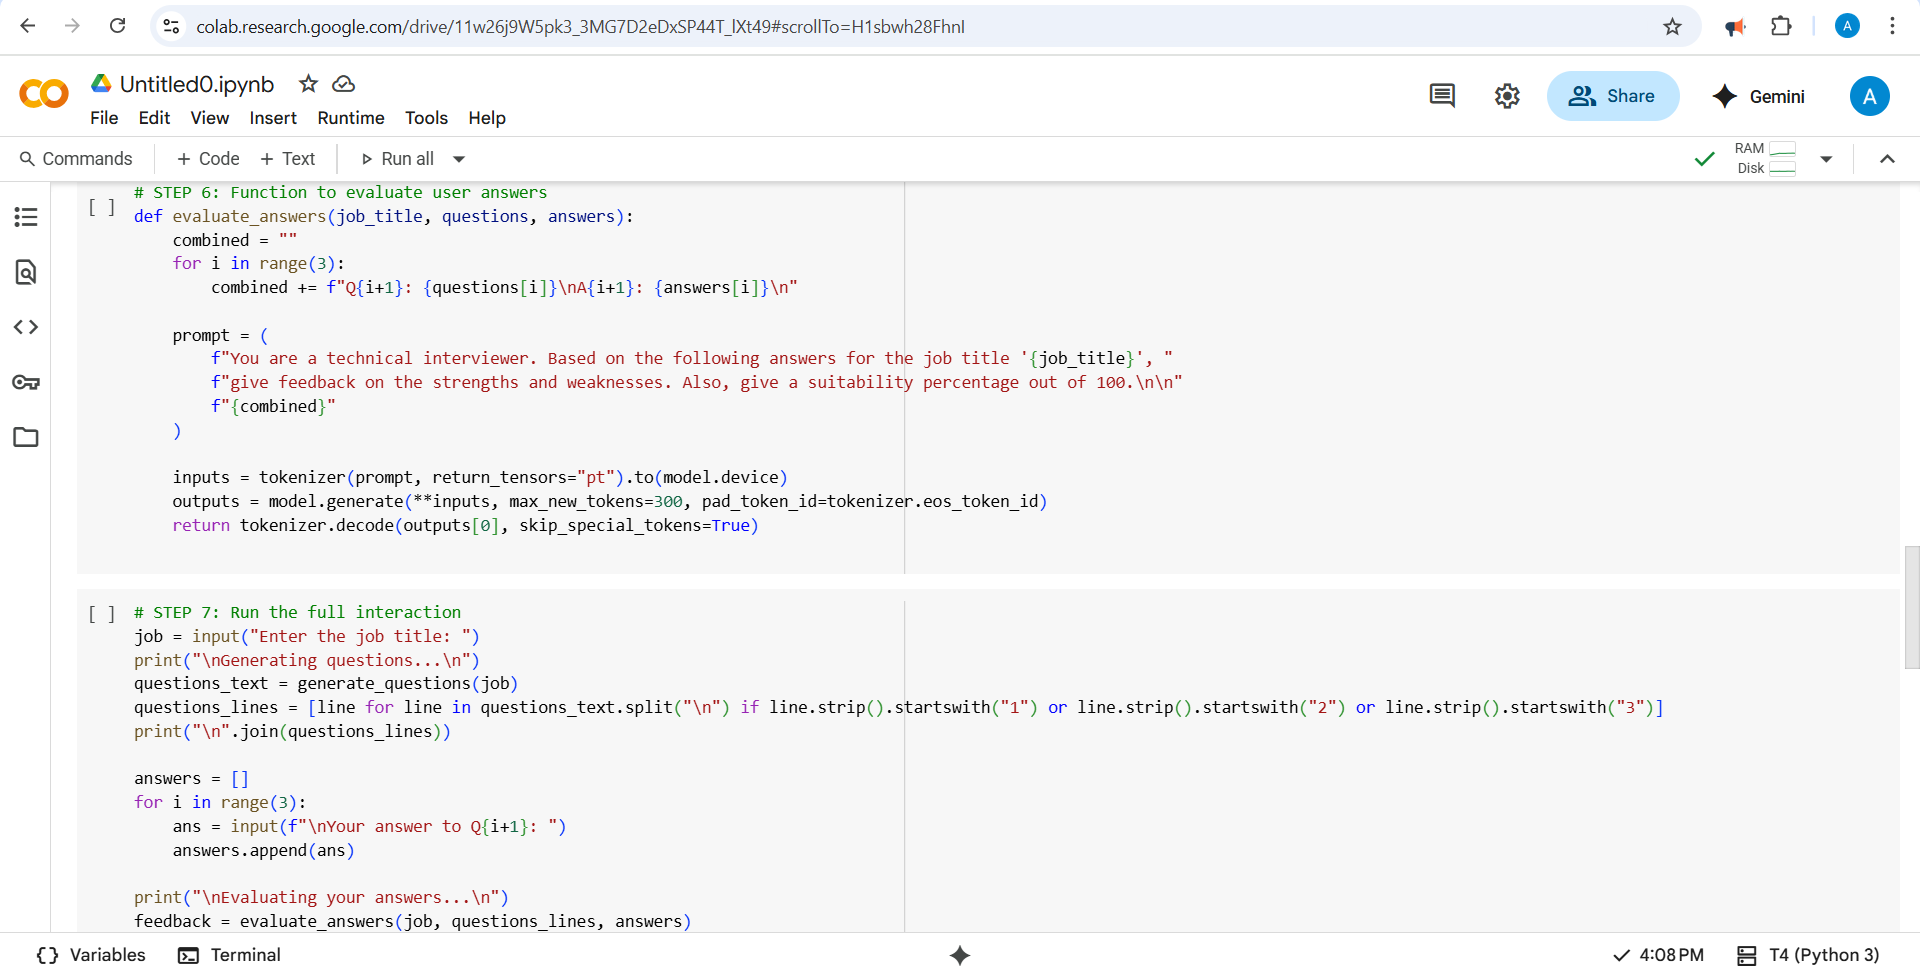 colab.research.google.com/drive/11w26j9W5pk3_3MG7D2eDxSP44T_lXt49#scrollTo=H1sbwh28FhnI
A
Untitled0.ipynb
File Edit View Insert Runtime Tools Help
Share
Gemini
A
Commands + Code + Text Run all
RAM
Disk
[ ]
# STEP 6: Function to evaluate user answers
def evaluate_answers(job_title, questions, answers):
    combined = ""
    for i in range(3):
        combined += f"Q{i+1}: {questions[i]}\nA{i+1}: {answers[i]}\n"
    prompt = (
        f"You are a technical interviewer. Based on the following answers for the job title '{job_title}', "
        f"give feedback on the strengths and weaknesses. Also, give a suitability percentage out of 100.\n\n"
        f"{combined}"
    )
    inputs = tokenizer(prompt, return_tensors="pt").to(model.device)
    outputs = model.generate(**inputs, max_new_tokens=300, pad_token_id=tokenizer.eos_token_id)
    return tokenizer.decode(outputs[0], skip_special_tokens=True)
[ ]
# STEP 7: Run the full interaction
job = input("Enter the job title: ")
print("\nGenerating questions...\n")
questions_text = generate_questions(job)
questions_lines = [line for line in questions_text.split("\n") if line.strip().startswith("1") or line.strip().startswith("2") or line.strip().startswith("3")]
print("\n".join(questions_lines))
answers = []
for i in range(3):
    ans = input(f"\nYour answer to Q{i+1}: ")
    answers.append(ans)
print("\nEvaluating your answers...\n")
feedback = evaluate_answers(job, questions_lines, answers)
{} Variables Terminal
4:08 PM
T4 (Python 3)